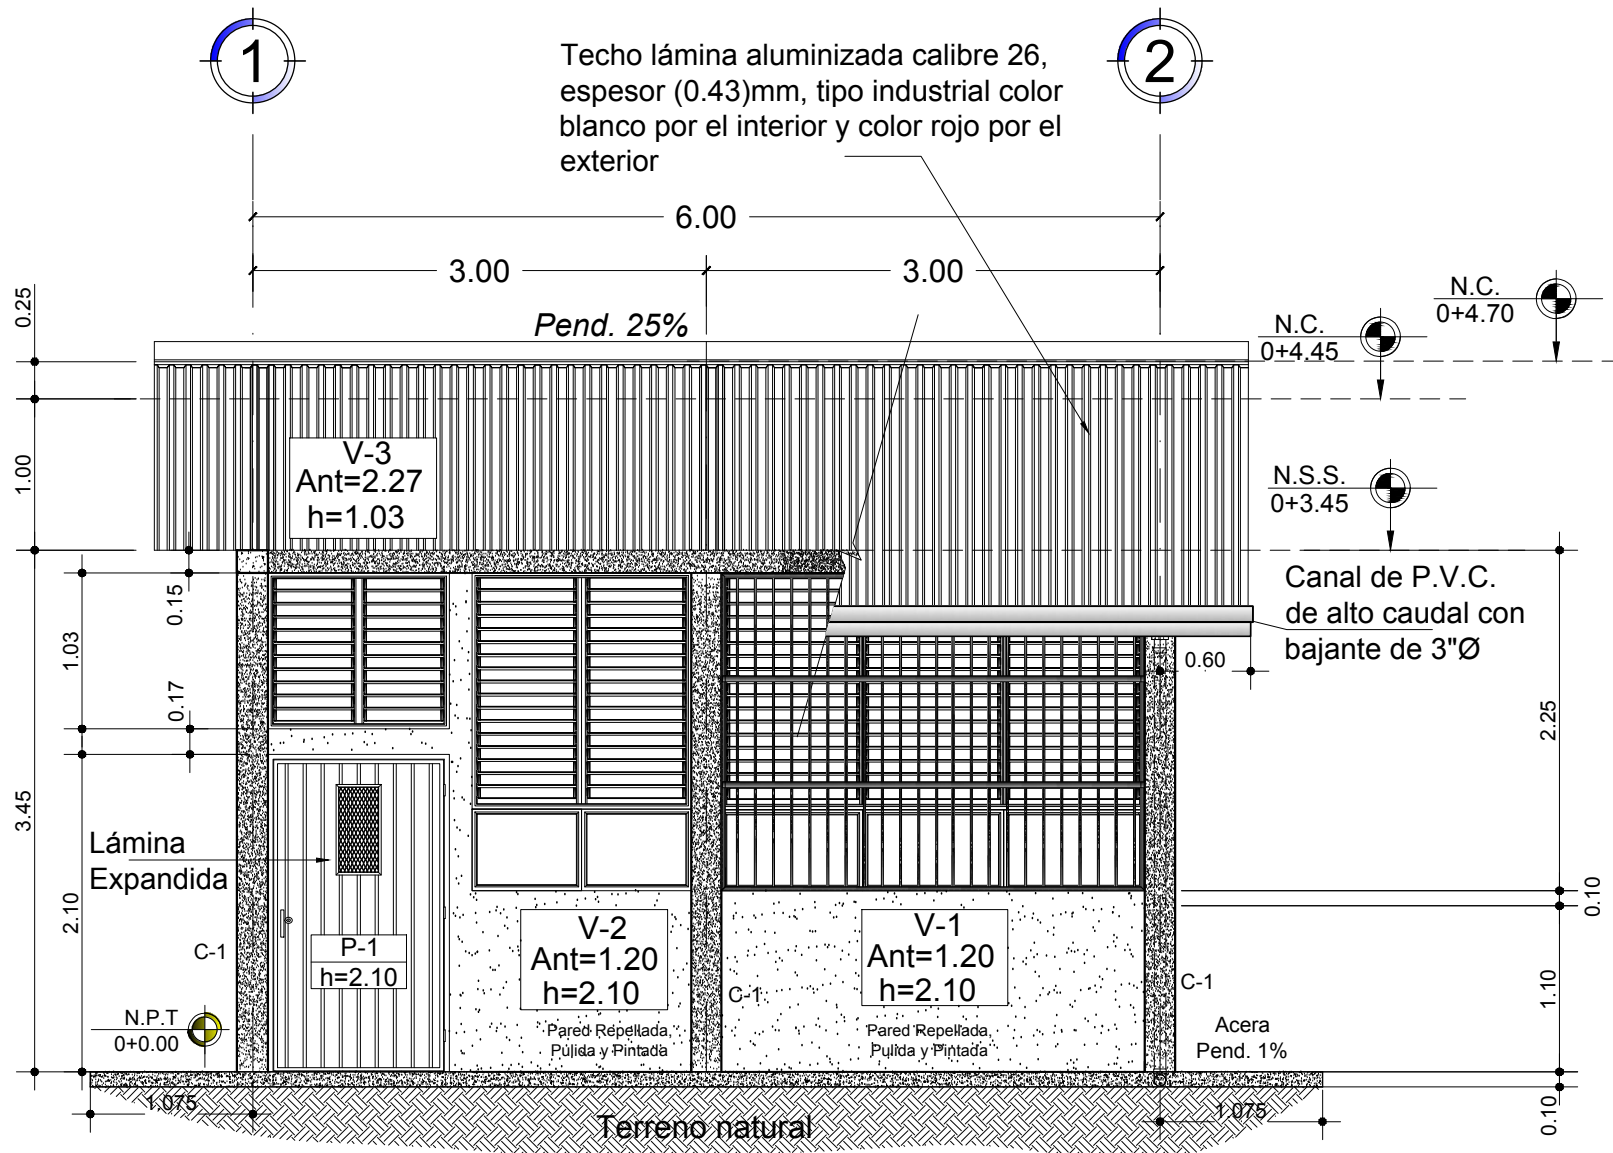 1
2
Techo lámina aluminizada calibre 26,
espesor (0.43)mm, tipo industrial color
blanco por el interior y color rojo por el
exterior
6.00
3.00
3.00
Pend. 25%
N.C.
0+4.70
N.C.
0+4.45
N.S.S.
0+3.45
0.25
1.00
3.45
1.03
2.10
0.15
0.17
V-3
Ant=2.27
h=1.03
Canal de P.V.C.
de alto caudal con
bajante de 3"Ø
0.60
2.25
0.10
1.10
0.10
Lámina
Expandida
C-1
P-1
h=2.10
V-2
Ant=1.20
h=2.10
Pared Repellada,
Pulida y Pintada
C-1
V-1
Ant=1.20
h=2.10
Pared Repellada,
Pulida y Pintada
C-1
N.P.T
0+0.00
Acera
Pend. 1%
1.075
1.075
Terreno natural